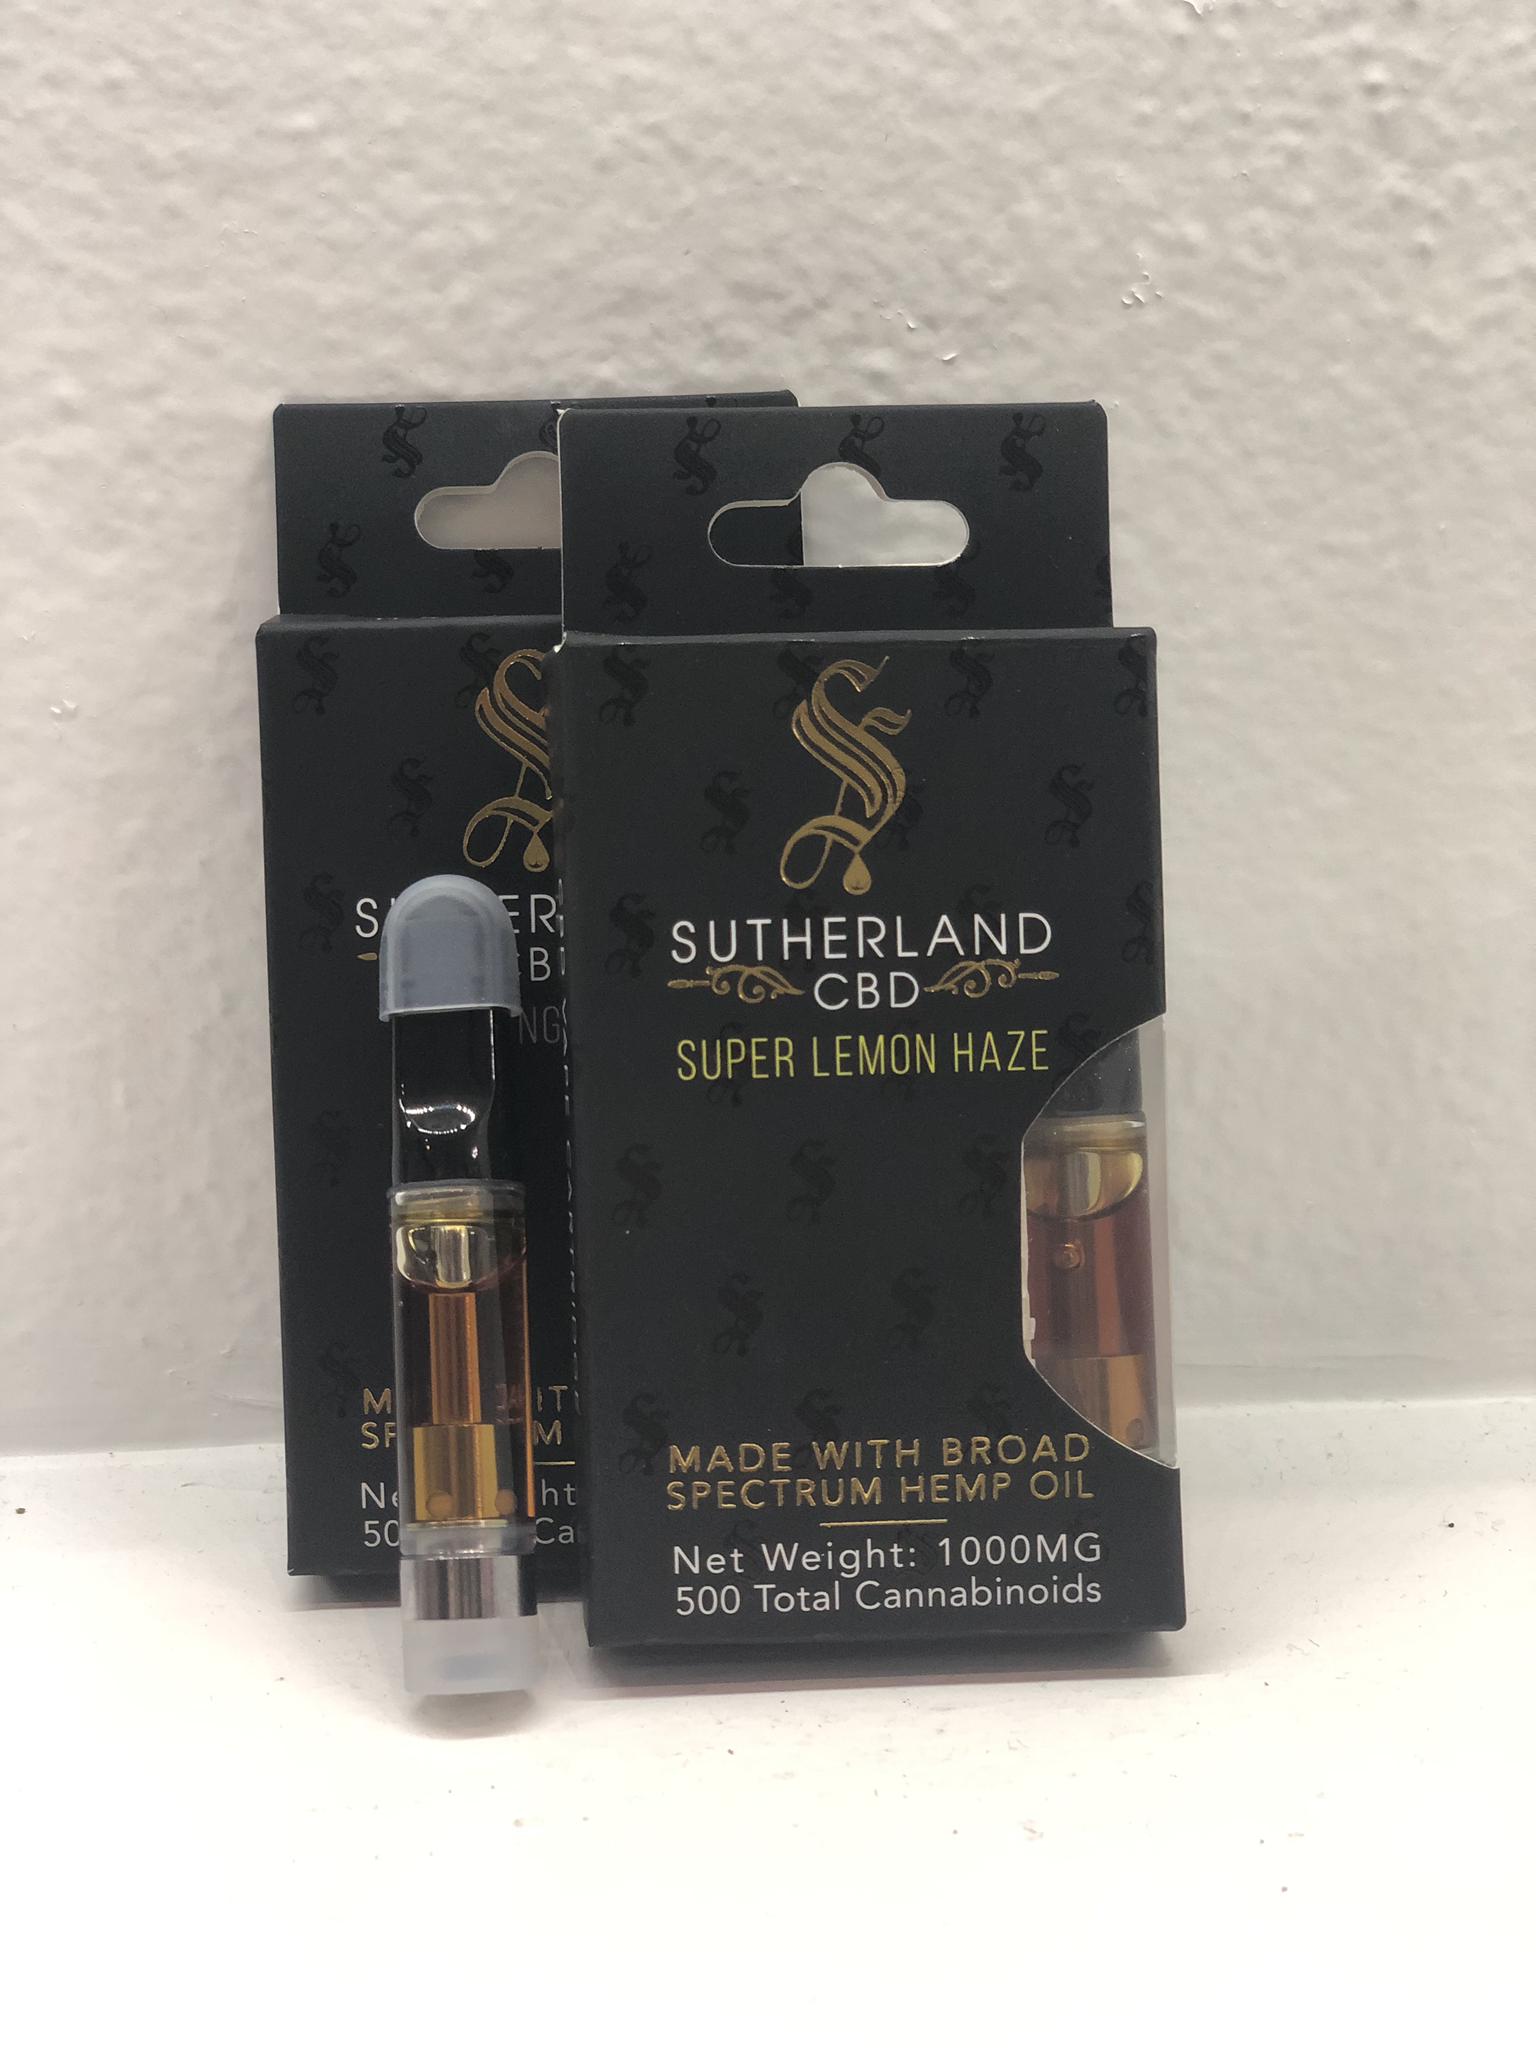 SUTHERLAND
CBD
SUPER LEMON HAZE
MADE WITH BROAD
SPECTRUM HEMP OIL
Net Weight: 1000MG
500 Total Cannabinoids